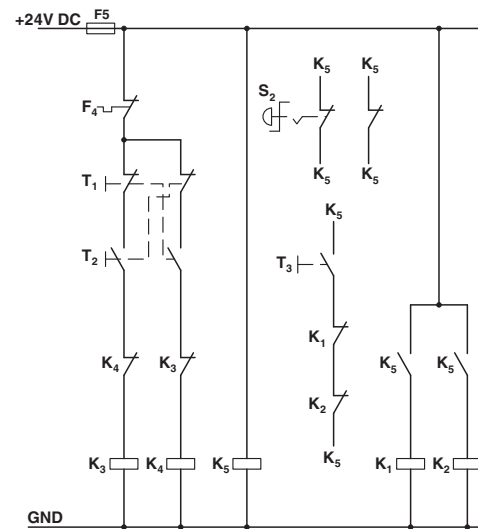 +24V DC F5
K5 K5
S2
F4
K5 K5
T1
K5
T2 T3
K1
K4 K3 K5 K5
K2
K3 K4 K5 K5 K1 K2
GND